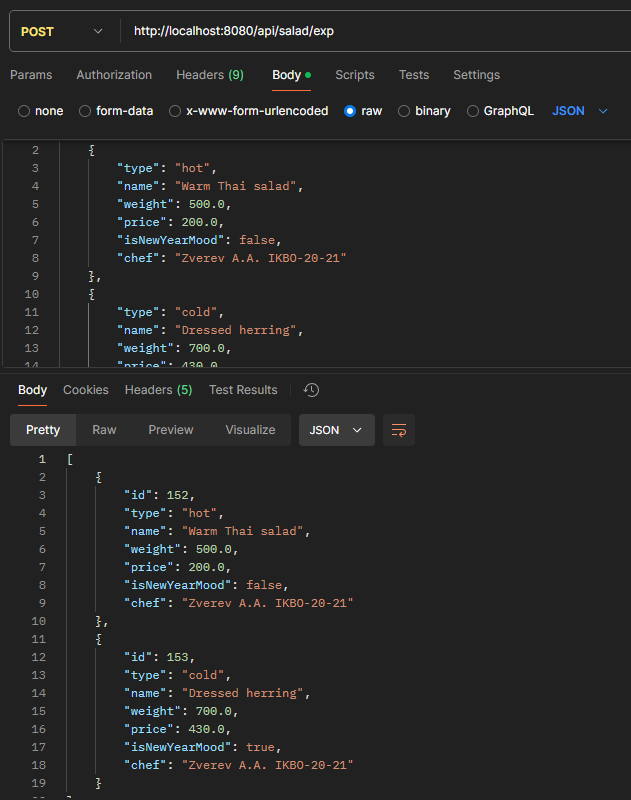 POST http://localhost:8080/api/salad/exp
Params Authorization Headers (9) Body Scripts Tests Settings
none form-data x-www-form-urlencoded raw binary GraphQL JSON
2 {
3 "type": "hot",
4 "name": "Warm Thai salad",
5 "weight": 500.0,
6 "price": 200.0,
7 "isNewYearMood": false,
8 "chef": "Zverev A.A. IKBO-20-21"
9 },
10 {
11 "type": "cold",
12 "name": "Dressed herring",
13 "weight": 700.0,
14 "price": 430.0
Body Cookies Headers (5) Test Results
Pretty Raw Preview Visualize JSON
1 [
2 {
3 "id": 152,
4 "type": "hot",
5 "name": "Warm Thai salad",
6 "weight": 500.0,
7 "price": 200.0,
8 "isNewYearMood": false,
9 "chef": "Zverev A.A. IKBO-20-21"
10 },
11 {
12 "id": 153,
13 "type": "cold",
14 "name": "Dressed herring",
15 "weight": 700.0,
16 "price": 430.0,
17 "isNewYearMood": true,
18 "chef": "Zverev A.A. IKBO-20-21"
19 }